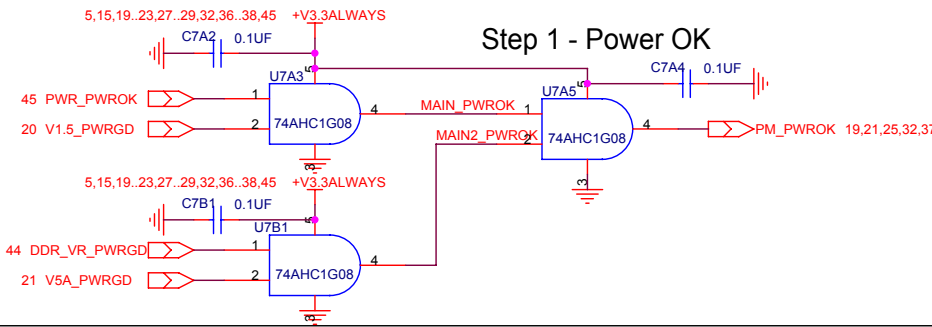 5,15,19..23,27..29,32,36..38,45 +V3.3ALWAYS
Step 1 - Power OK
C7A2 0.1UF
C7A4 0.1UF
5
U7A3
5
U7A5
45 PWR_PWROK
1
4
MAIN_PWROK
1
20 V1.5_PWRGD
2
74AHC1G08
MAIN2_PWROK
2
74AHC1G08
4
PM_PWROK 19,21,25,32,37
3
3
5,15,19..23,27..29,32,36..38,45 +V3.3ALWAYS
C7B1 0.1UF
5
U7B1
44 DDR_VR_PWRGD
1
4
21 V5A_PWRGD
2
74AHC1G08
3